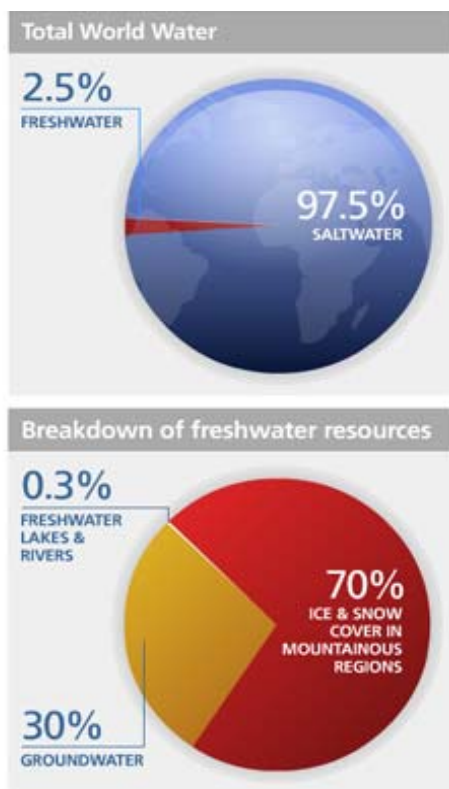 Total World Water
2.5%
FRESHWATER
97.5%
SALTWATER
Breakdown of freshwater resources
0.3%
FRESHWATER
LAKES &
RIVERS
70%
ICE & SNOW
COVER IN
MOUNTAINOUS
REGIONS
30%
GROUNDWATER